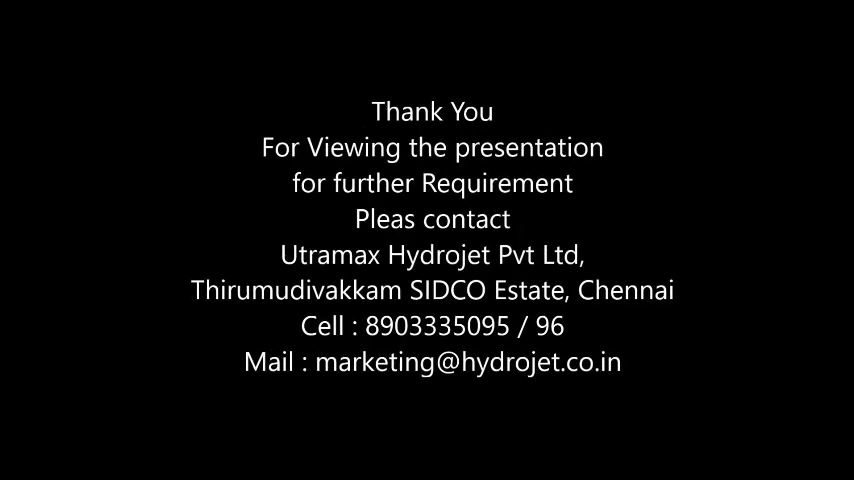 Thank You
For Viewing the presentation
for further Requirement
Pleas contact
Utramax Hydrojet Pvt Ltd,
Thirumudivakkam SIDCO Estate, Chennai
Cell : 8903335095 / 96
Mail : marketing@hydrojet.co.in